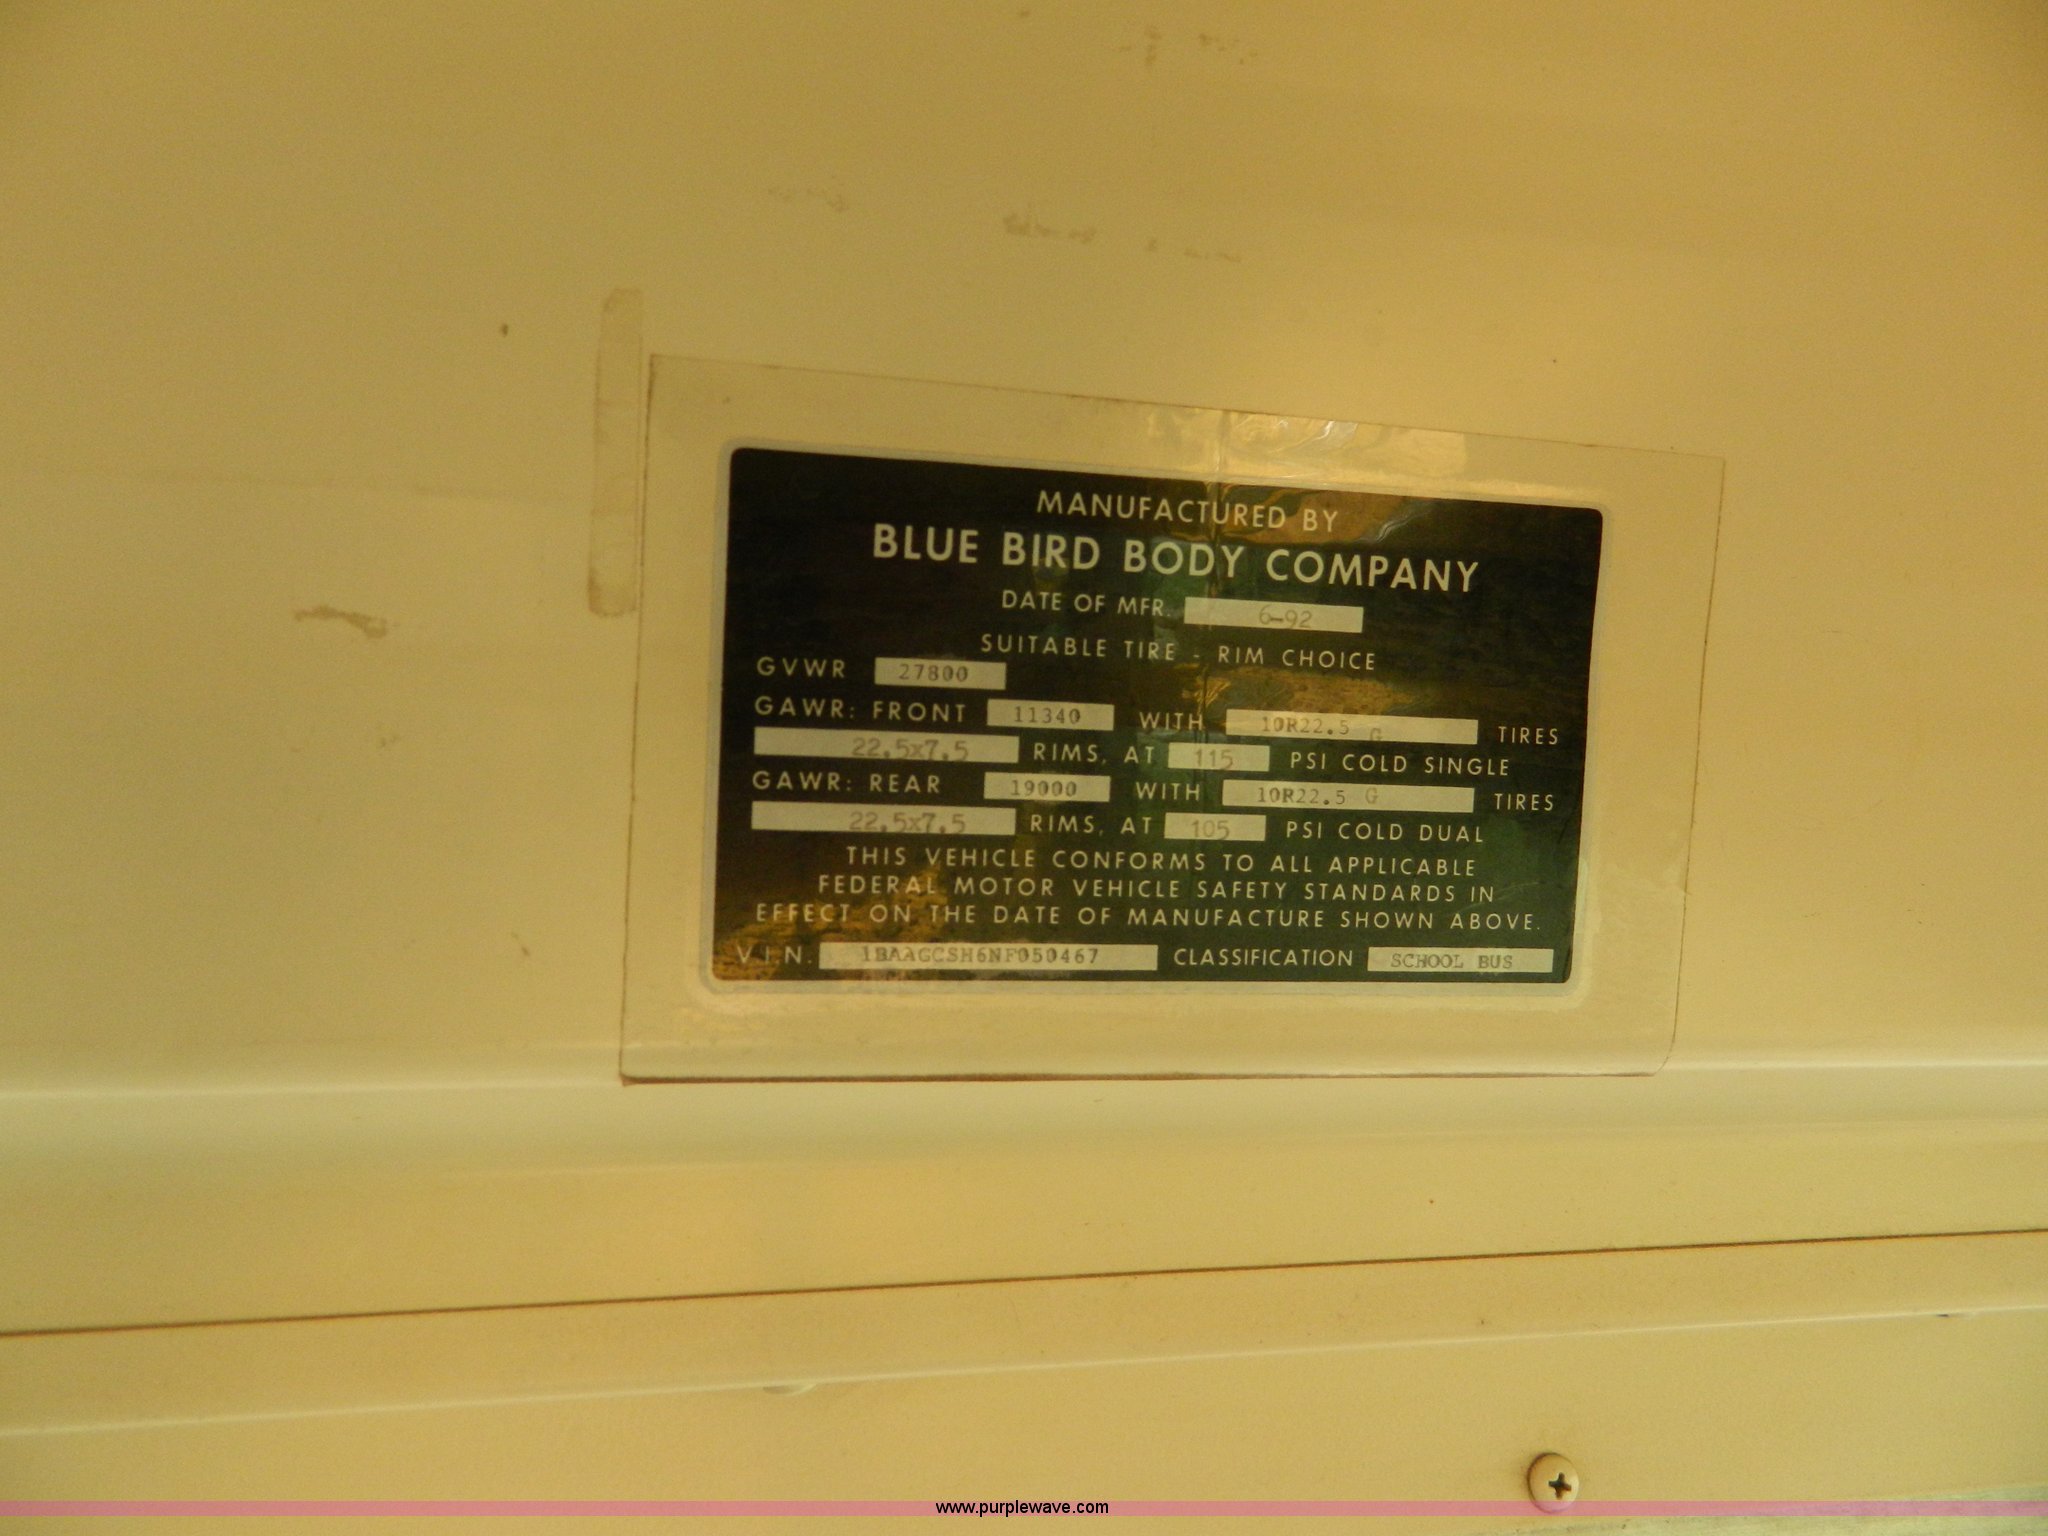 MANUFACTURED BY
BLUE BIRD BODY COMPANY
DATE OF MFR. 6-92
SUITABLE TIRE - RIM CHOICE
GVWR 27800
GAWR: FRONT 11340 WITH 10R22.5 G TIRES
22.5x7.5 RIMS, AT 115 PSI COLD SINGLE
GAWR: REAR 19000 WITH 10R22.5 G TIRES
22.5x7.5 RIMS, AT 105 PSI COLD DUAL
THIS VEHICLE CONFORMS TO ALL APPLICABLE
FEDERAL MOTOR VEHICLE SAFETY STANDARDS IN
EFFECT ON THE DATE OF MANUFACTURE SHOWN ABOVE.
V.I.N. 1BAAGCSH6NF050467 CLASSIFICATION SCHOOL BUS
www.purplewave.com